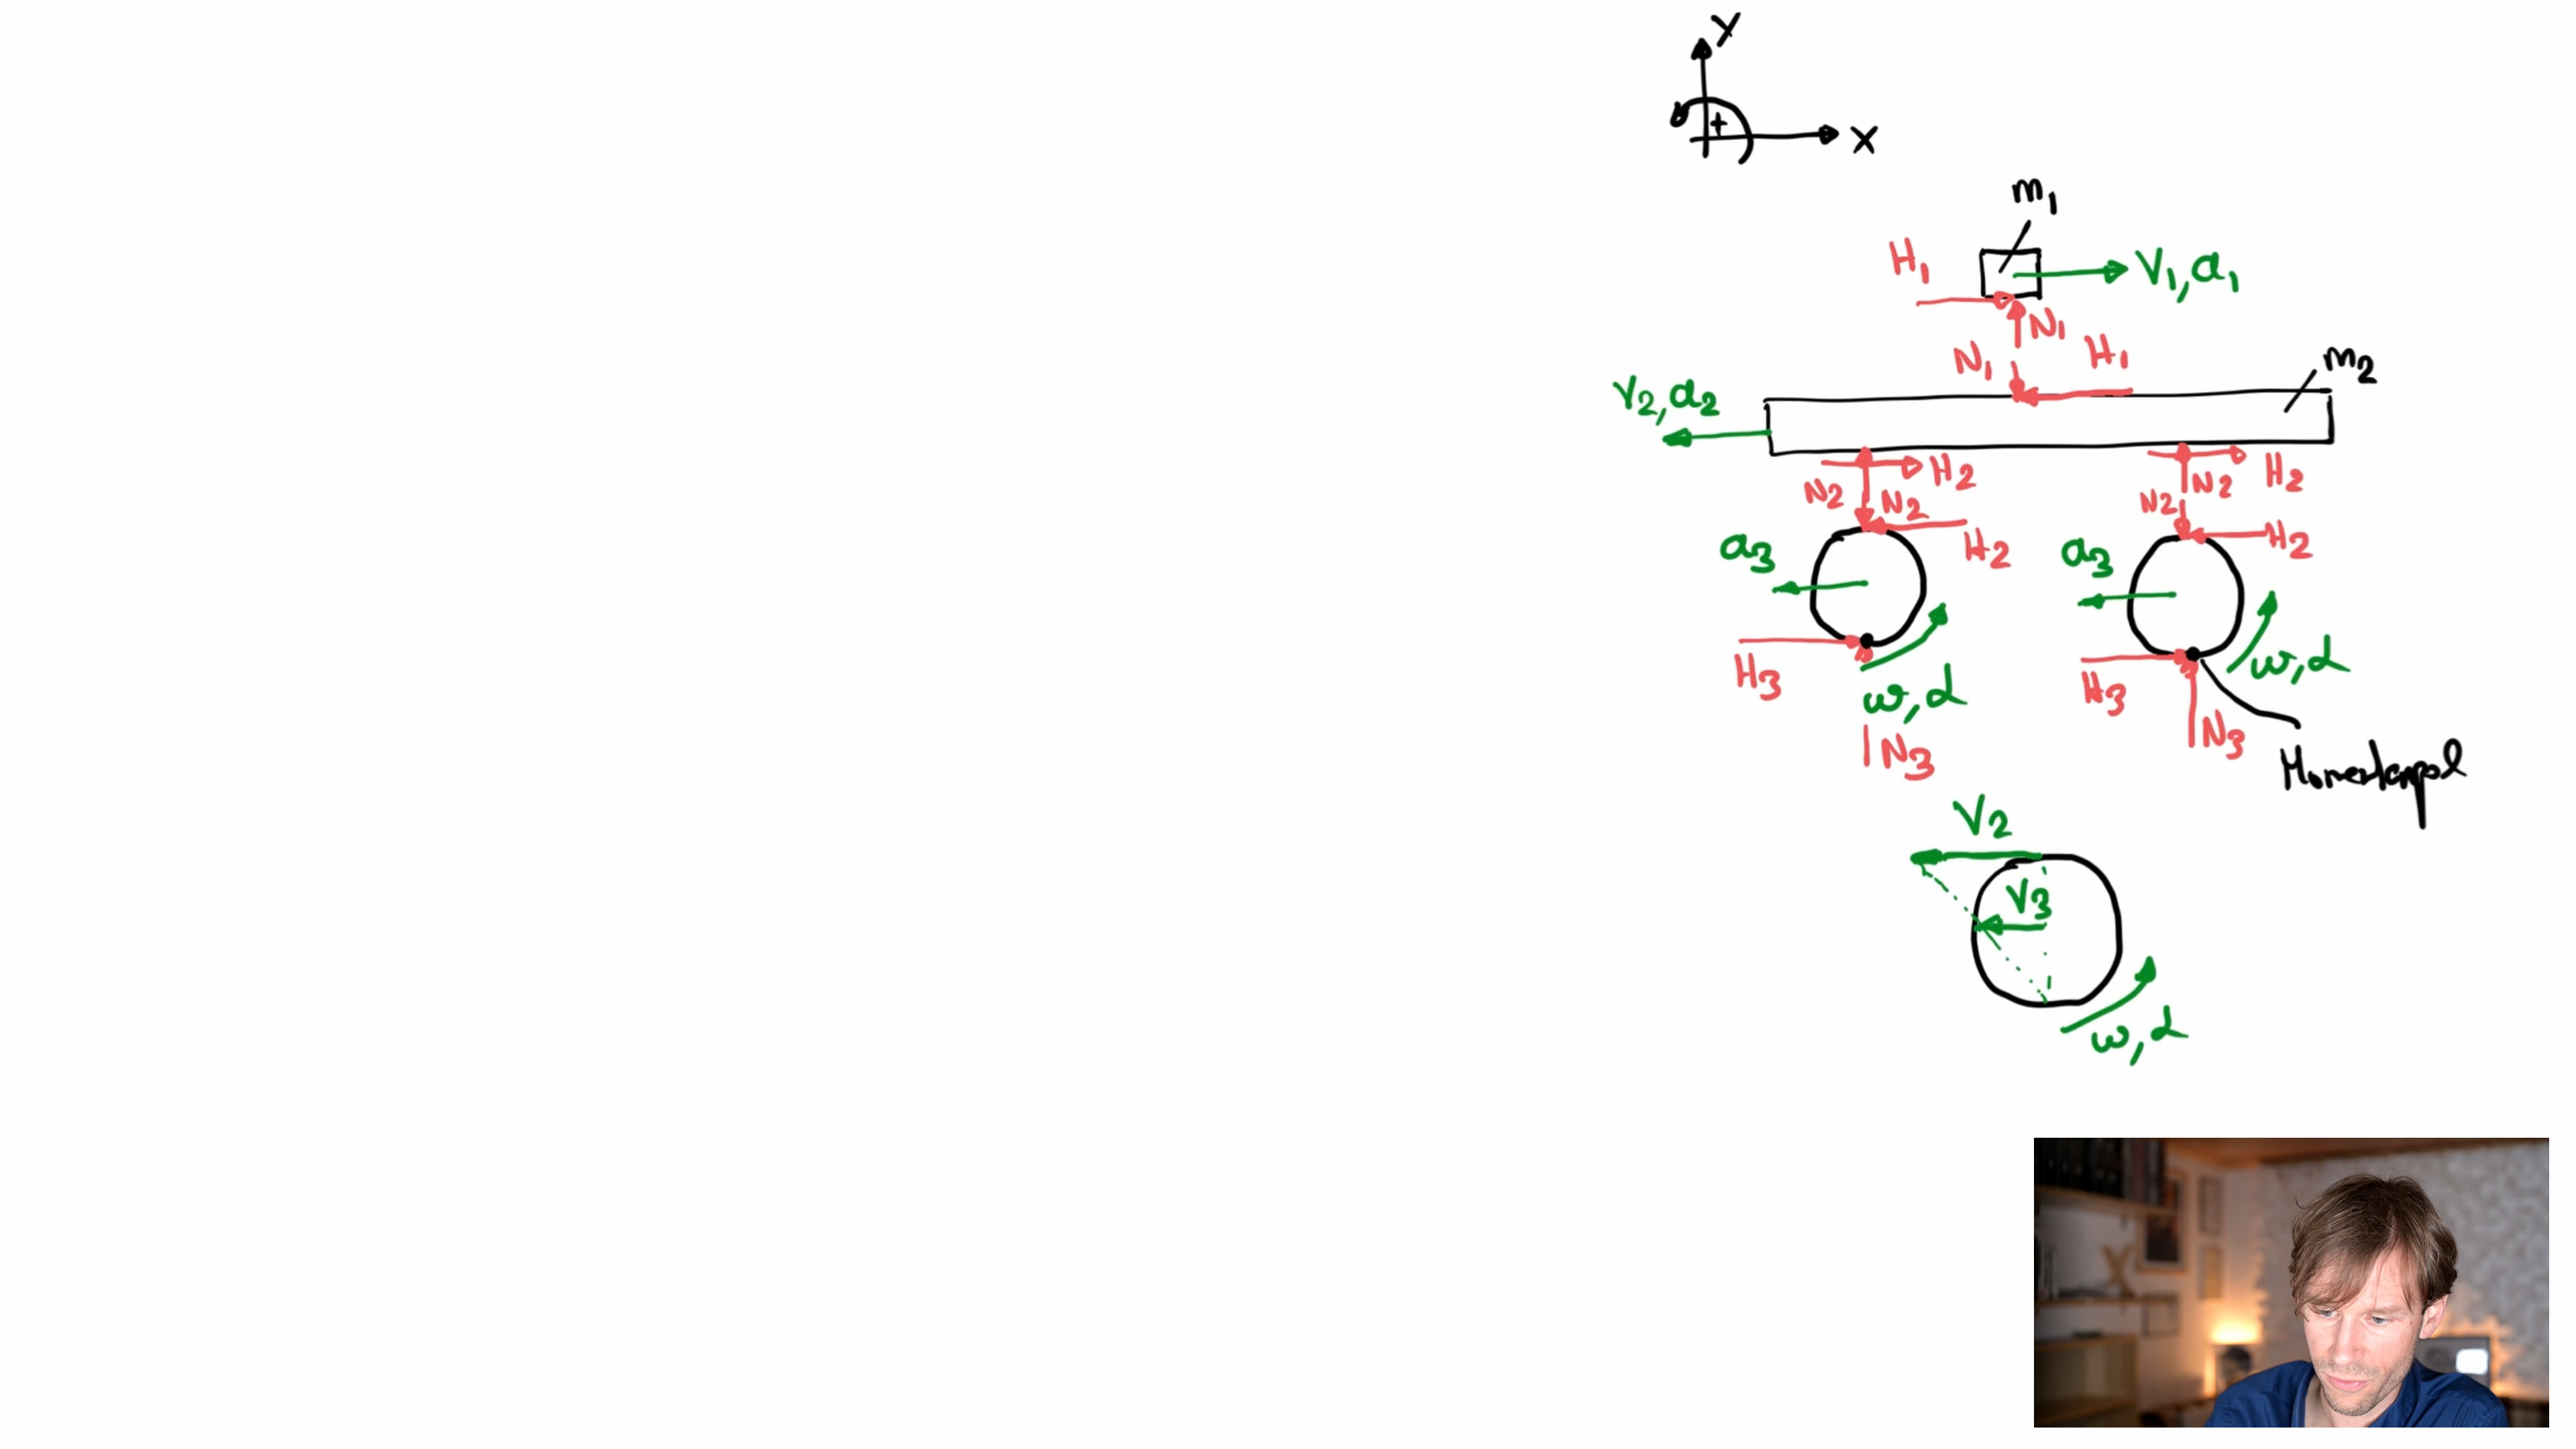 Y
X
m₁
H₁
V₁, a₁
N₁
N₁ H₁
m₂
V₂, a₂
H₂ H₂
N₂ N₂ N₂ N₂
H₂ H₂
a₃ a₃
H₃ H₃
ω, α ω, α
N₃ N₃
Momentanpol
V₂
V₃
ω, α